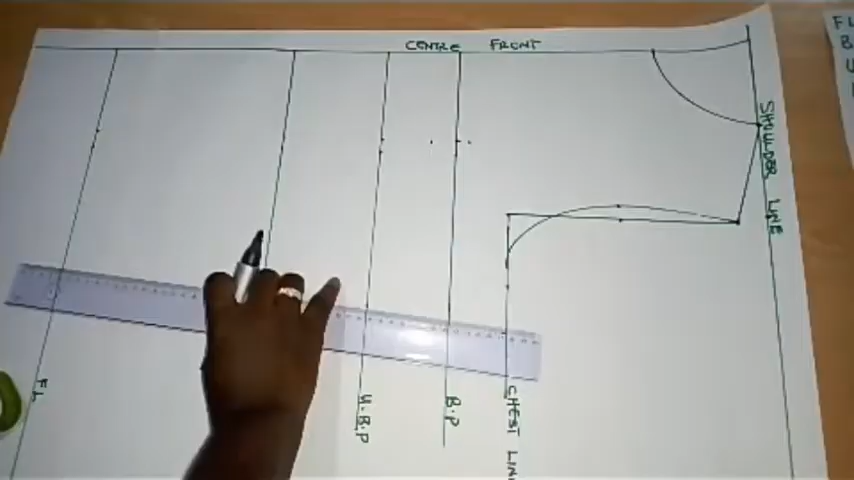 CENTRE FRONT
SHOULDER LINE
FL
U.B.P
B.P
CHEST LINE